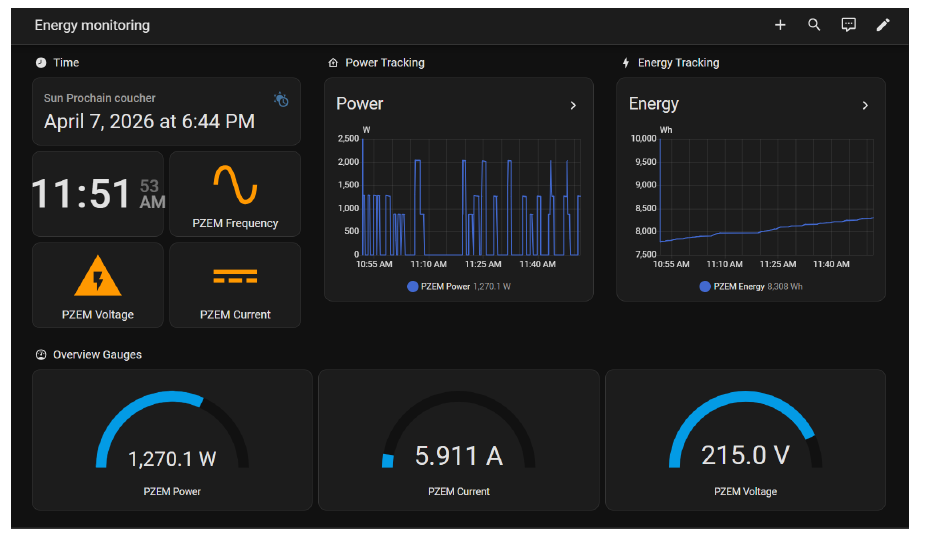 Energy monitoring
Time
Sun Prochain coucher
April 7, 2026 at 6:44 PM
11:51 53 AM
PZEM Frequency
PZEM Voltage
PZEM Current
Power Tracking
Power
W
2,500
2,000
1,500
1,000
500
0
10:55 AM 11:10 AM 11:25 AM 11:40 AM
PZEM Power 1,270.1 W
Energy Tracking
Energy
Wh
10,000
9,500
9,000
8,500
8,000
7,500
10:55 AM 11:10 AM 11:25 AM 11:40 AM
PZEM Energy 8,308 Wh
Overview Gauges
1,270.1 W
PZEM Power
5.911 A
PZEM Current
215.0 V
PZEM Voltage